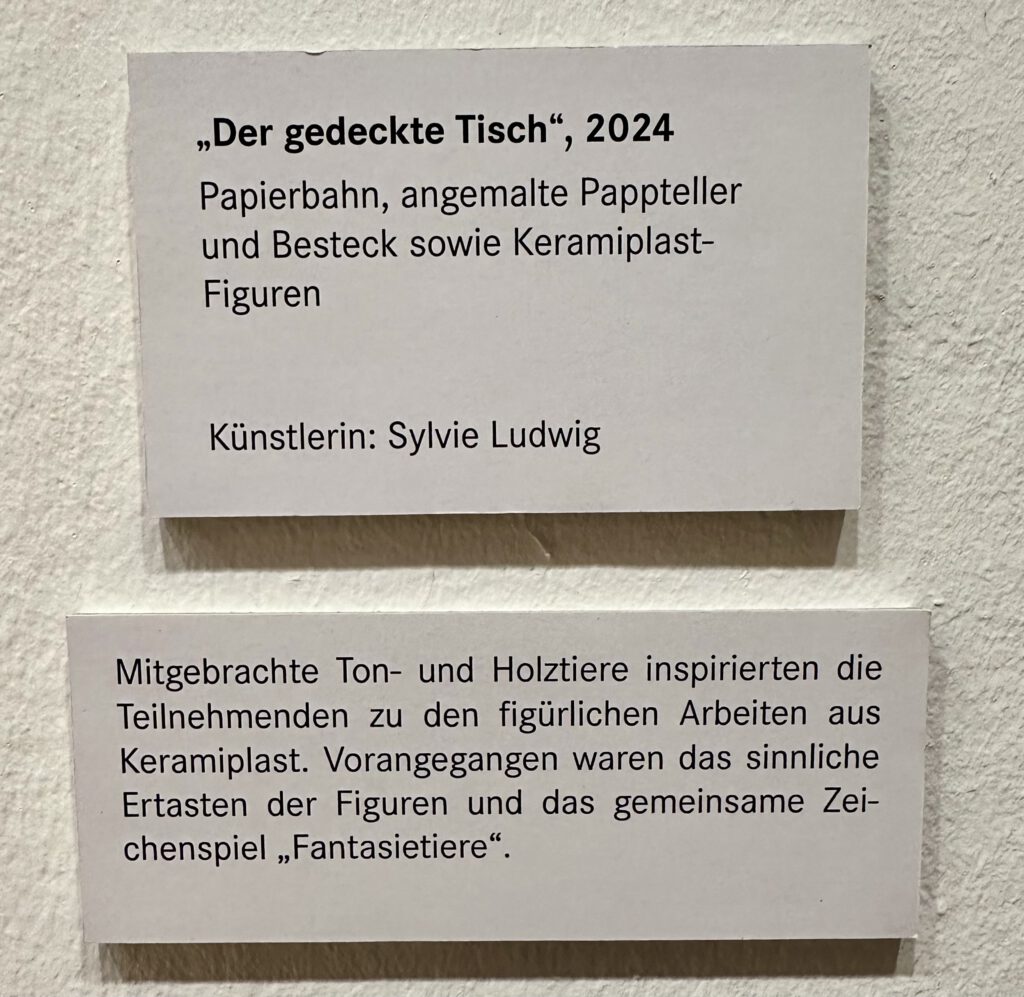 „Der gedeckte Tisch“, 2024
Papierbahn, angemalte Pappteller
und Besteck sowie Keramiplast-
Figuren
Künstlerin: Sylvie Ludwig
Mitgebrachte Ton- und Holztiere inspirierten die
Teilnehmenden zu den figürlichen Arbeiten aus
Keramiplast. Vorangegangen waren das sinnliche
Ertasten der Figuren und das gemeinsame Zei-
chenspiel „Fantasietiere“.